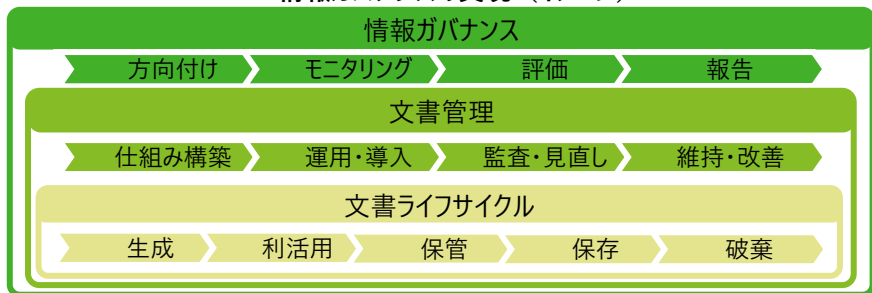 情報ガバナンス
方向付け モニタリング 評価 報告
文書管理
仕組み構築 運用・導入 監査・見直し 維持・改善
文書ライフサイクル
生成 利活用 保管 保存 破棄